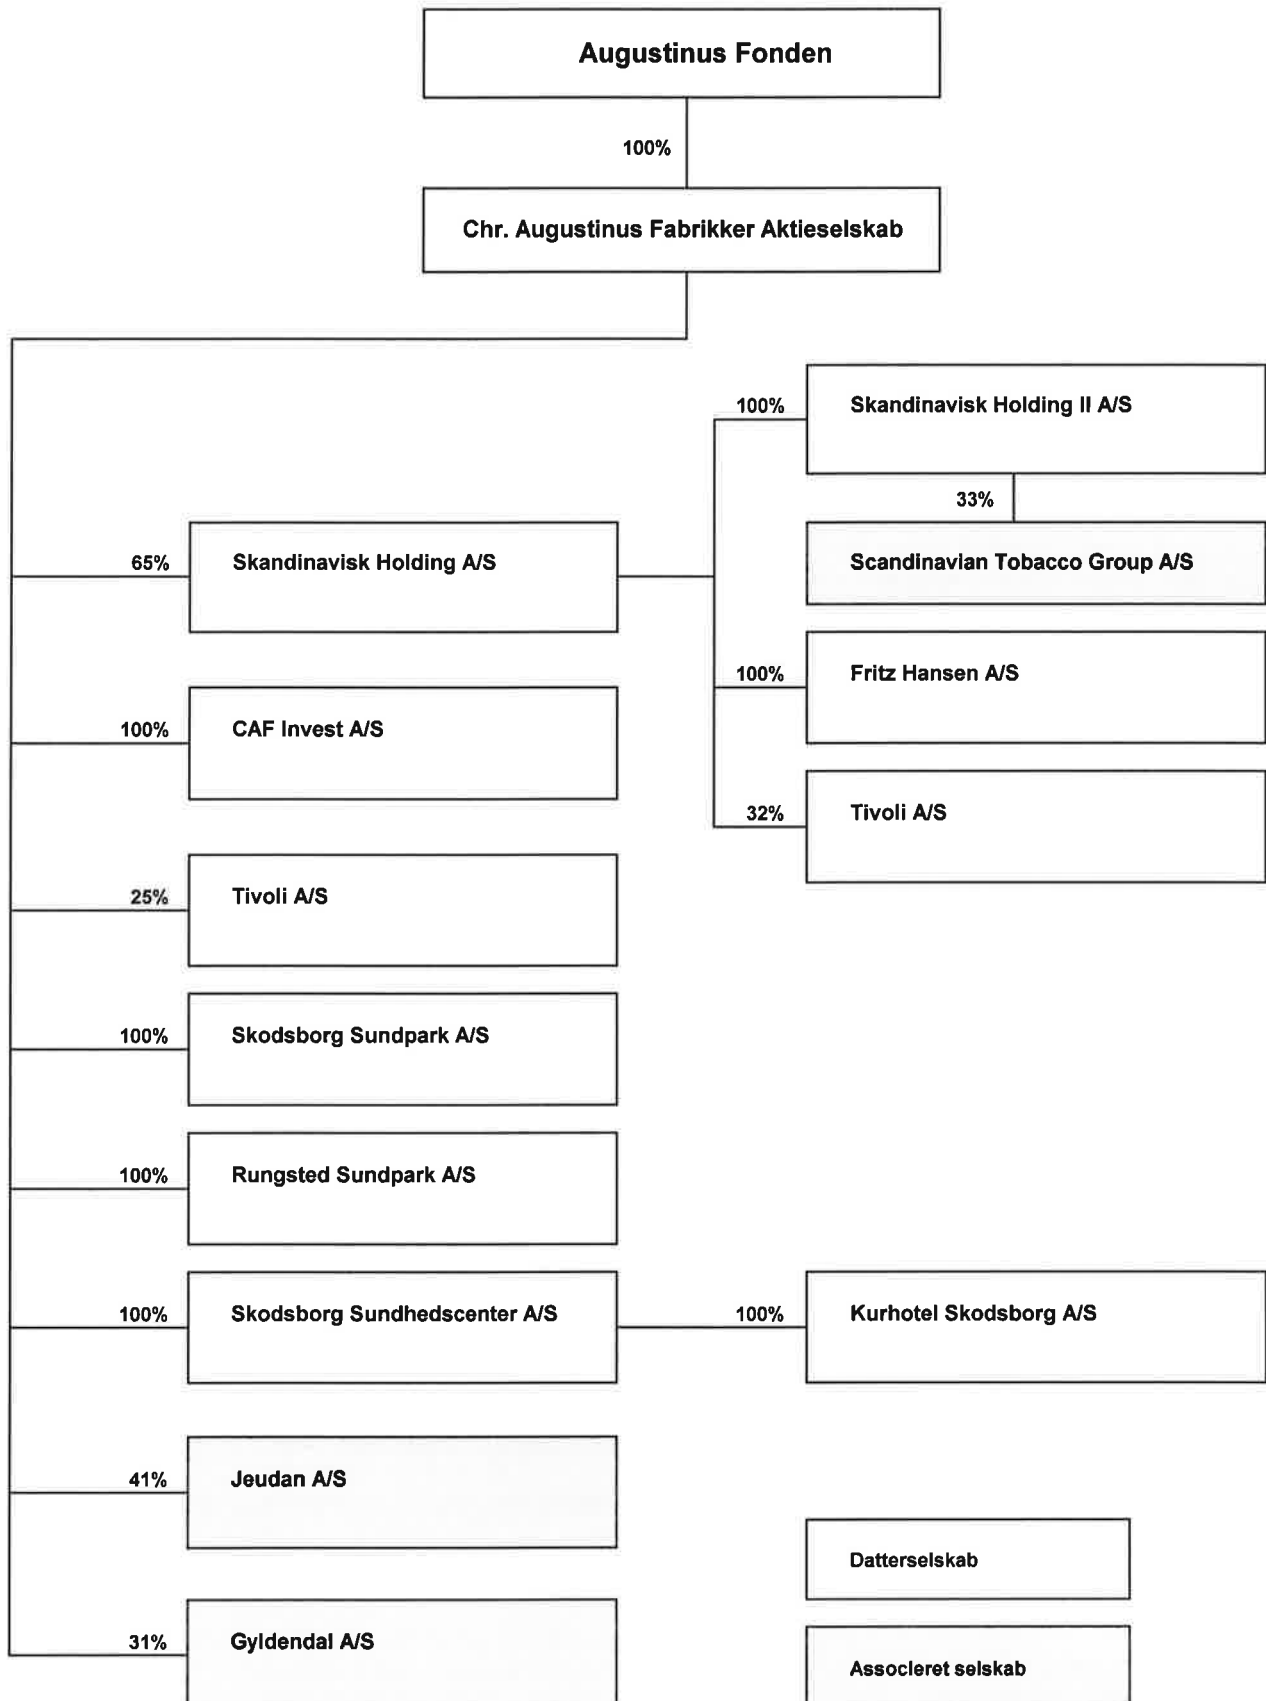 Augustinus Fonden
100%
Chr. Augustinus Fabrikker Aktieselskab
100%
Skandinavisk Holding II A/S
33%
65%
Skandinavisk Holding A/S
Scandinavian Tobacco Group A/S
100%
Fritz Hansen A/S
100%
CAF Invest A/S
32%
Tivoli A/S
25%
Tivoli A/S
100%
Skodsborg Sundpark A/S
100%
Rungsted Sundpark A/S
100%
Skodsborg Sundhedscenter A/S
100%
Kurhotel Skodsborg A/S
41%
Jeudan A/S
Datterselskab
31%
Gyldendal A/S
Associeret selskab